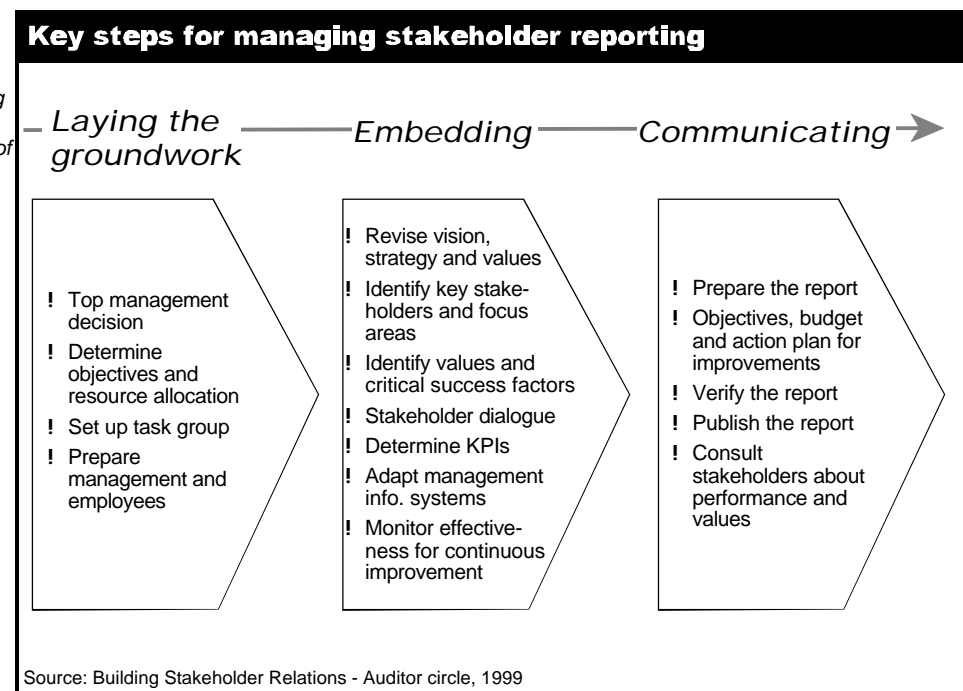 Key steps for managing stakeholder reporting
g
of
Laying the
groundwork
Embedding
Communicating
! Top management
decision
! Determine
objectives and
resource allocation
! Set up task group
! Prepare
management and
employees
! Revise vision,
strategy and values
! Identify key stake-
holders and focus
areas
! Identify values and
critical success factors
! Stakeholder dialogue
! Determine KPIs
! Adapt management
info. systems
! Monitor effective-
ness for continuous
improvement
! Prepare the report
! Objectives, budget
and action plan for
improvements
! Verify the report
! Publish the report
! Consult
stakeholders about
performance and
values
Source: Building Stakeholder Relations - Auditor circle, 1999